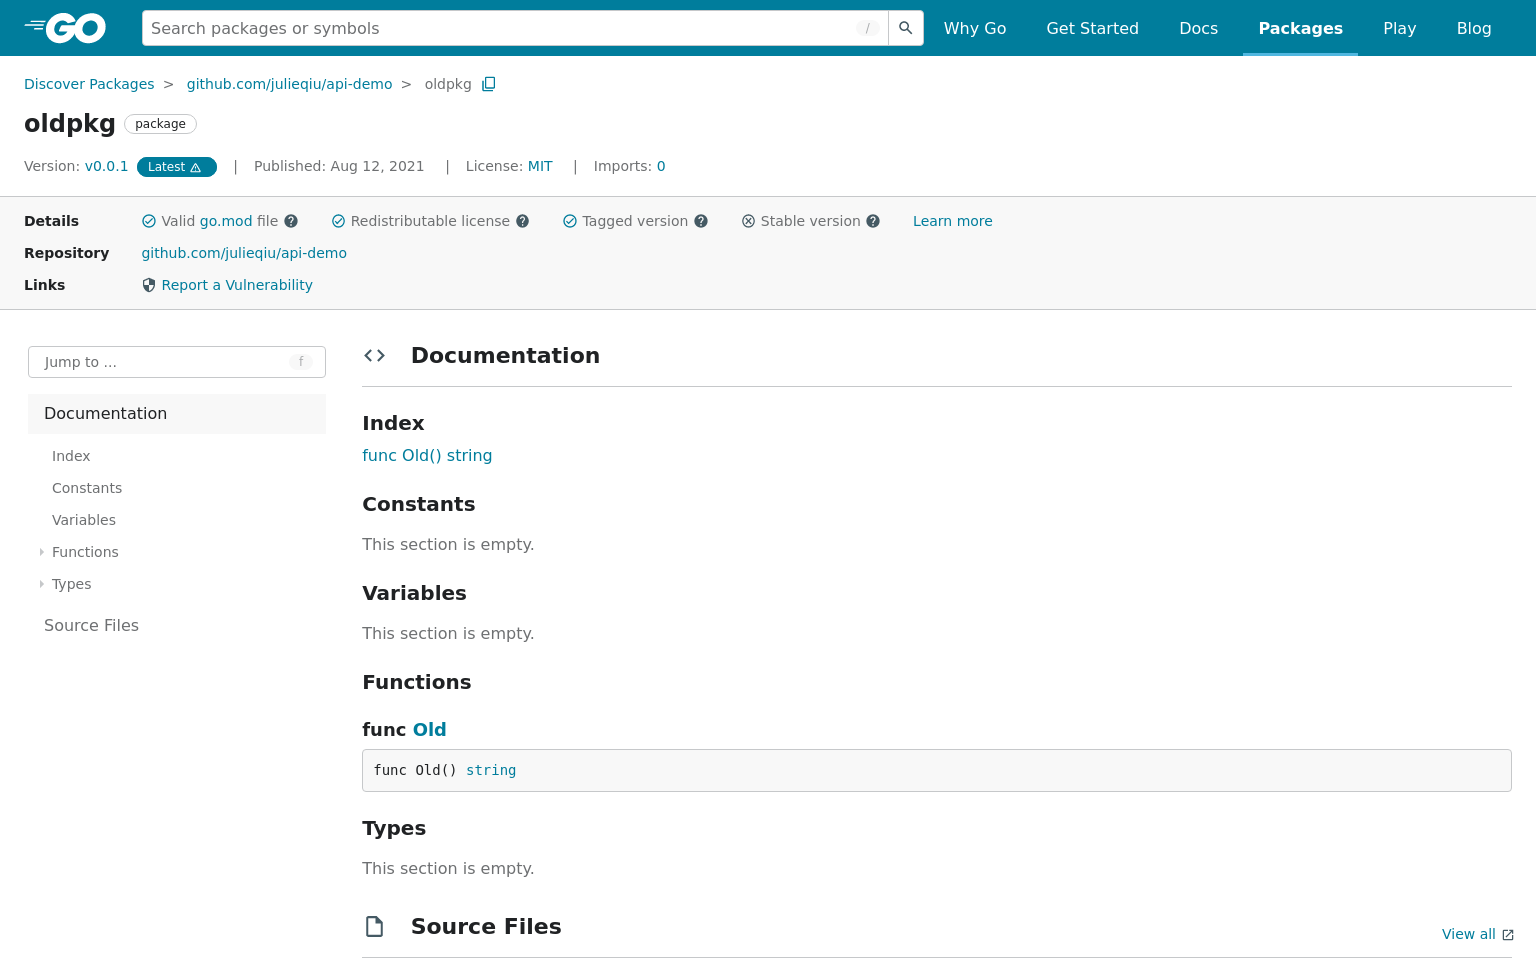 GO
Search packages or symbols
/
Why Go
Get Started
Docs
Packages
Play
Blog
Discover Packages > github.com/julieqiu/api-demo > oldpkg
oldpkg package
Version: v0.0.1 Latest | Published: Aug 12, 2021 | License: MIT | Imports: 0
Details Valid go.mod file ? Redistributable license ? Tagged version ? Stable version ? Learn more
Repository github.com/julieqiu/api-demo
Links Report a Vulnerability
Jump to ... f
Documentation
Index
Constants
Variables
Functions
Types
Source Files
Documentation
Index
func Old() string
Constants
This section is empty.
Variables
This section is empty.
Functions
func Old
func Old() string
Types
This section is empty.
Source Files
View all